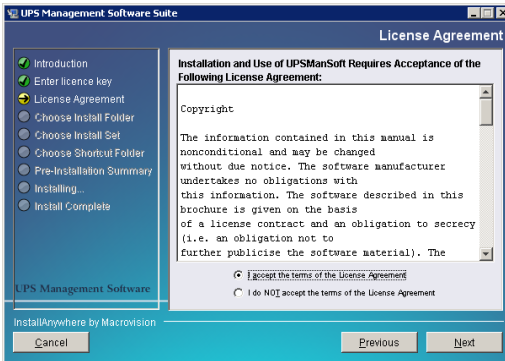 UPS Management Software Suite
License Agreement
Introduction
Enter licence key
License Agreement
Choose Install Folder
Choose Install Set
Choose Shortcut Folder
Pre-Installation Summary
Installing...
Install Complete
UPS Management Software
Installation and Use of UPSManSoft Requires Acceptance of the
Following License Agreement:
Copyright
The information contained in this manual is
nonconditional and may be changed
without due notice. The software manufacturer
undertakes no obligations with
this information. The software described in this
brochure is given on the basis
of a license contract and an obligation to secrecy
(i.e. an obligation not to
further publicise the software material). The
I accept the terms of the License Agreement
I do NOT accept the terms of the License Agreement
InstallAnywhere by Macrovision
Cancel
Previous
Next